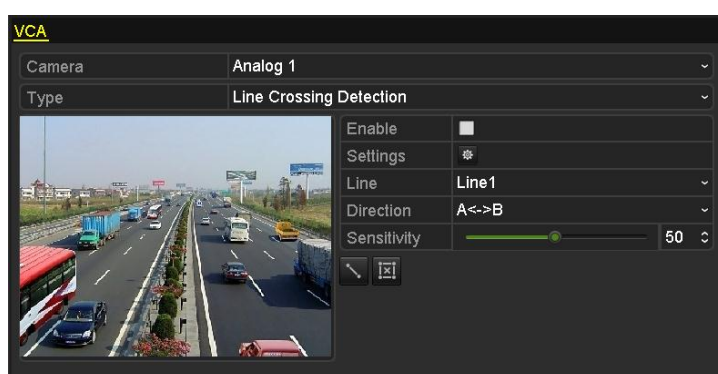 VCA
Camera Analog 1
Type Line Crossing Detection
Enable
Settings
Line Line1
Direction A<->B
Sensitivity 50